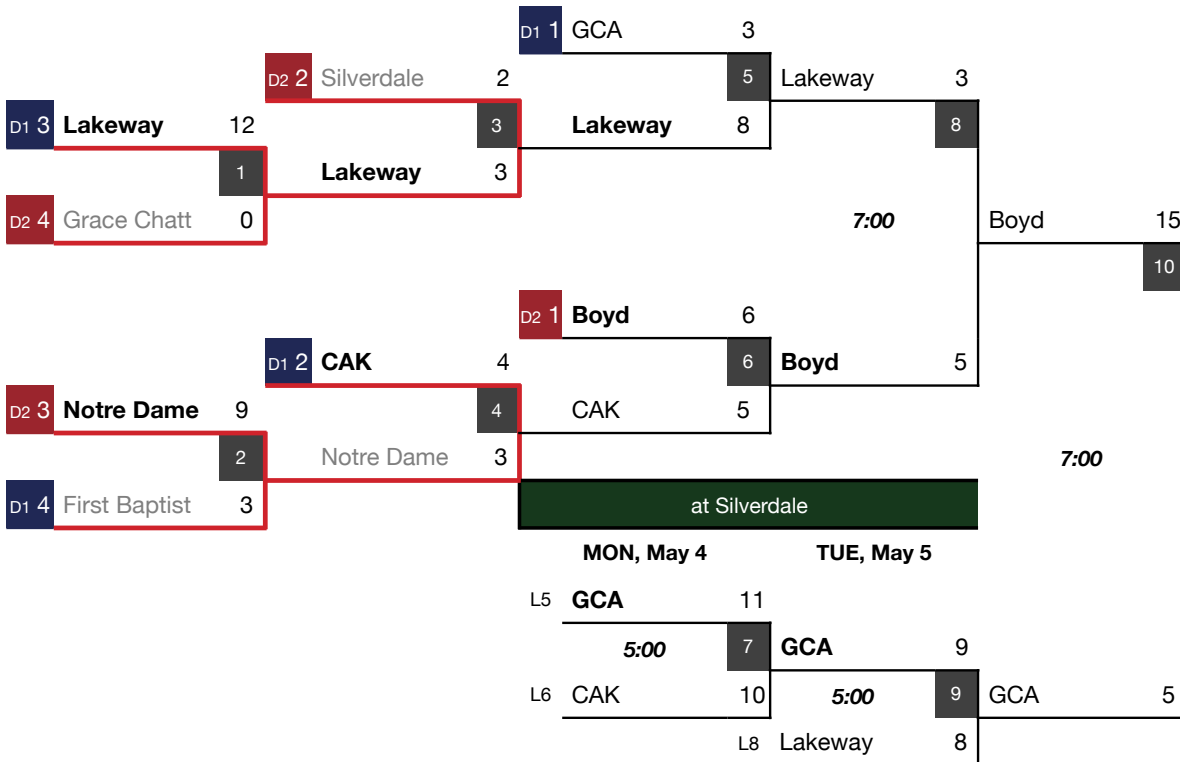 D1 1 GCA 3
D2 2 Silverdale 2
5 Lakeway 3
D1 3 Lakeway 12
3 Lakeway 8
8
1 Lakeway 3
D2 4 Grace Chatt 0
7:00
Boyd 15
10
D2 1 Boyd 6
D1 2 CAK 4
6 Boyd 5
D2 3 Notre Dame 9
4 CAK 5
2 Notre Dame 3
7:00
D1 4 First Baptist 3
at Silverdale
MON, May 4 TUE, May 5
L5 GCA 11
5:00 7 GCA 9
L6 CAK 10
5:00 9 GCA 5
L8 Lakeway 8